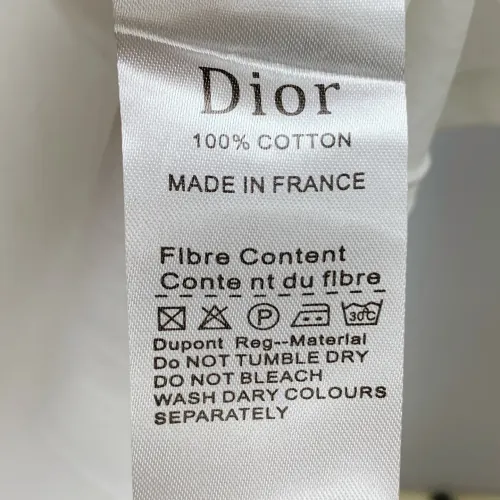 Dior
100% COTTON
MADE IN FRANCE
FIbre Content
Conte nt du fIbre
P 30C
Dupont Reg--Material
Do NOT TUMBLE DRY
DO NOT BLEACH
WASH DARY COLOURS
SEPARATELY